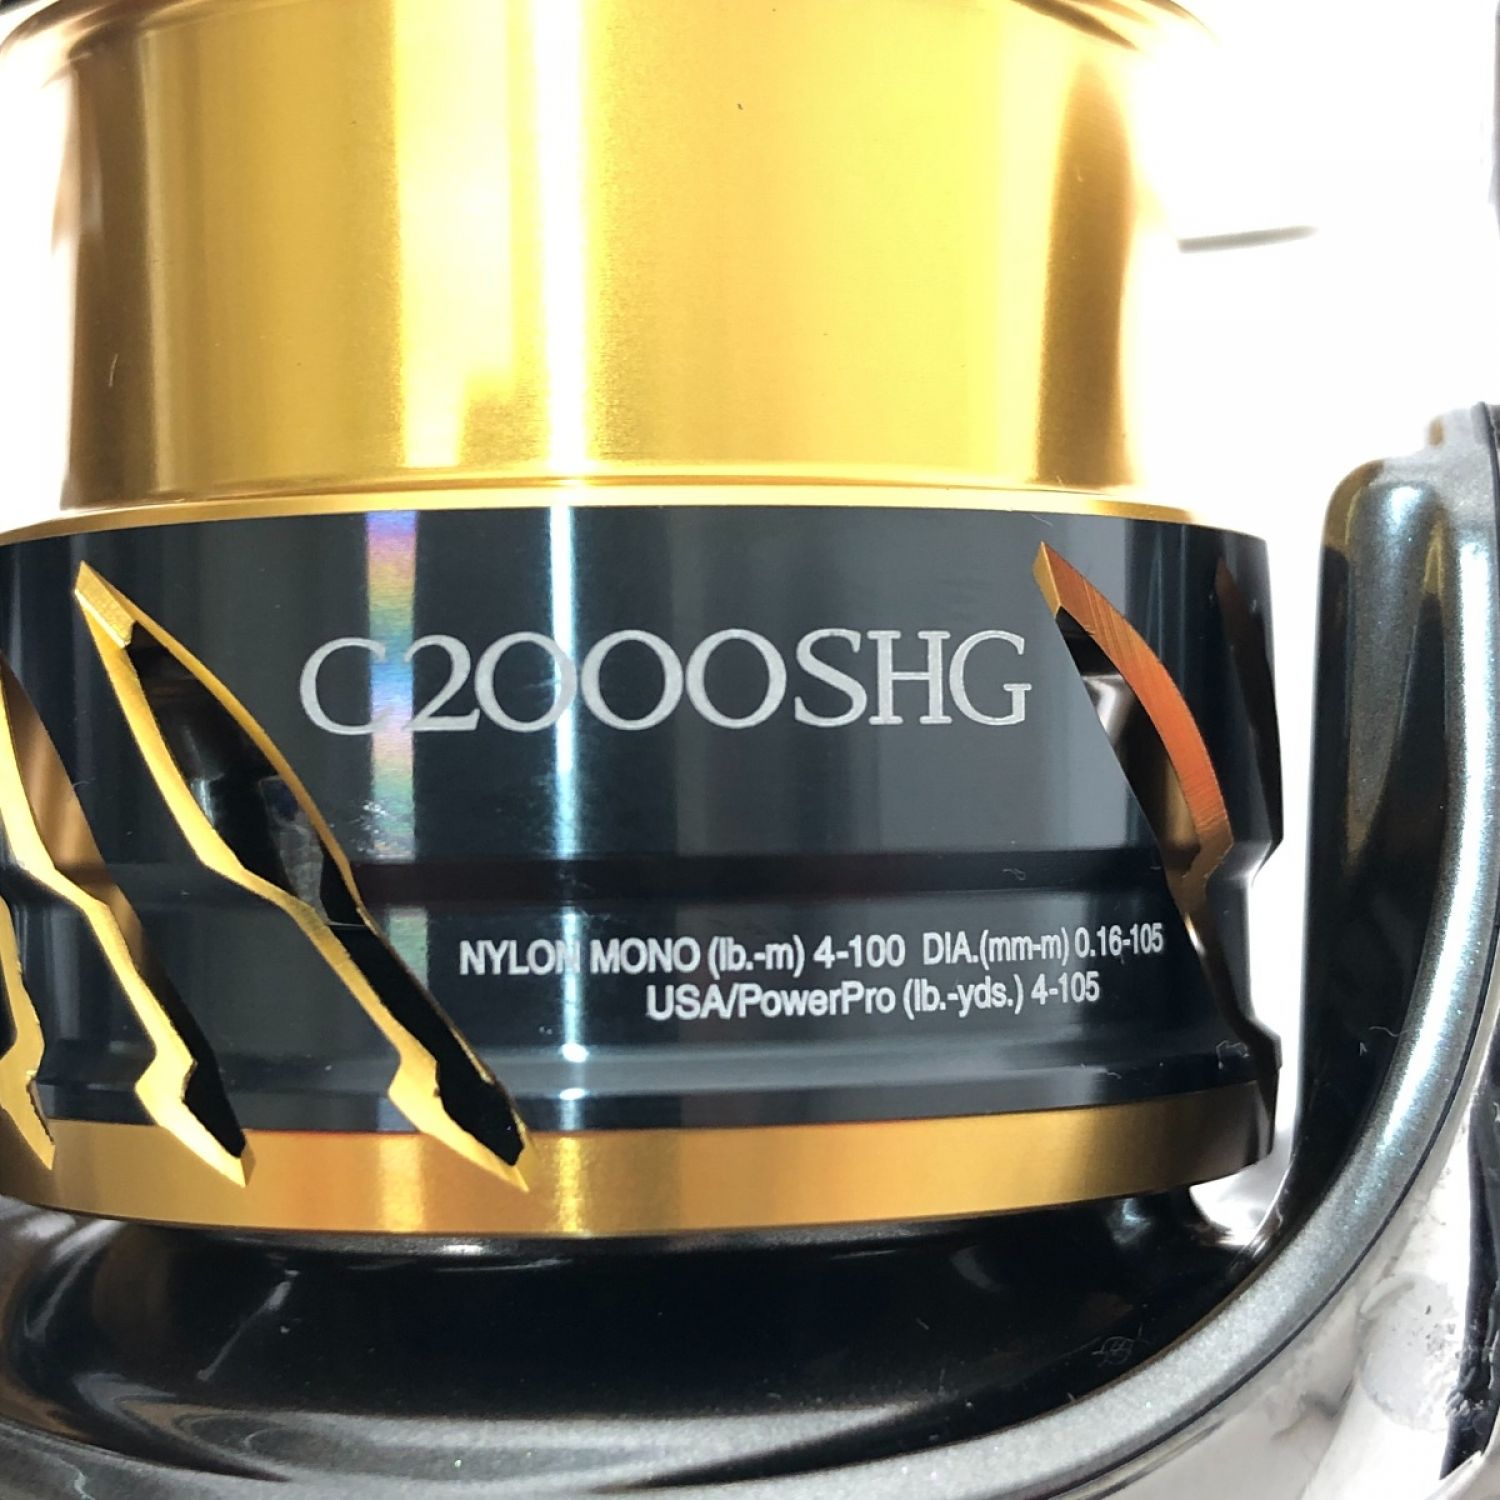 C2000SHG
NYLON MONO (lb.-m) 4-100 DIA.(mm-m) 0.16-105
USA/PowerPro (lb.-yds.) 4-105